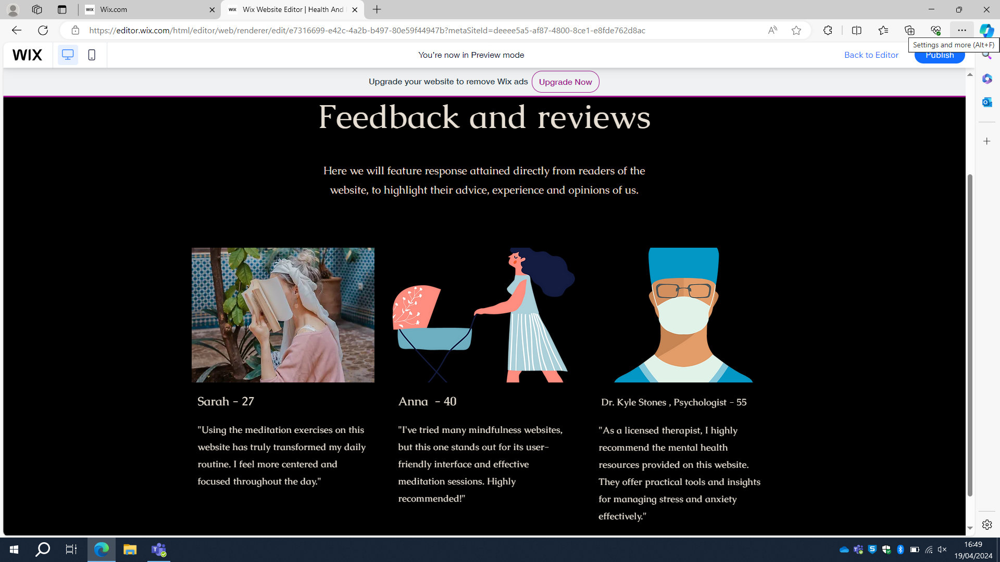 Wix.com
Wix Website Editor | Health And
https://editor.wix.com/html/editor/web/renderer/edit/e7316699-e42c-4a2b-b497-80e59f44947b?metaSiteId=deeee5a5-af87-4800-8ce1-e8fde762d8ac
Settings and more (Alt+F)
WIX
You're now in Preview mode
Back to Editor
Publish
Upgrade your website to remove Wix ads
Upgrade Now
Feedback and reviews
Here we will feature response attained directly from readers of the
website, to highlight their advice, experience and opinions of us.
Sarah - 27
"Using the meditation exercises on this
website has truly transformed my daily
routine. I feel more centered and
focused throughout the day."
Anna  - 40
"I've tried many mindfulness websites,
but this one stands out for its user-
friendly interface and effective
meditation sessions. Highly
recommended!"
Dr. Kyle Stones , Psychologist - 55
"As a licensed therapist, I highly
recommend the mental health
resources provided on this website.
They offer practical tools and insights
for managing stress and anxiety
effectively."
16:49
19/04/2024